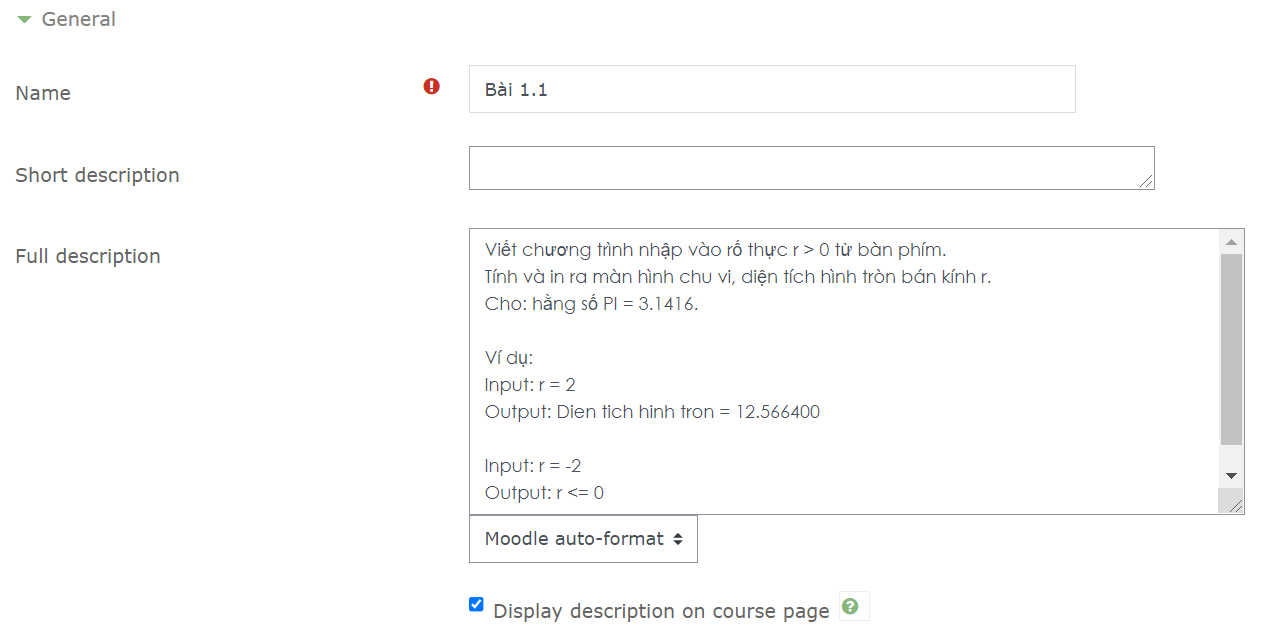 General
Name
Bài 1.1
Short description
Full description
Viết chương trình nhập vào rố thực r > 0 từ bàn phím.
Tính và in ra màn hình chu vi, diện tích hình tròn bán kính r.
Cho: hằng số PI = 3.1416.
Ví dụ:
Input: r = 2
Output: Dien tich hinh tron = 12.566400
Input: r = -2
Output: r <= 0
Moodle auto-format
Display description on course page